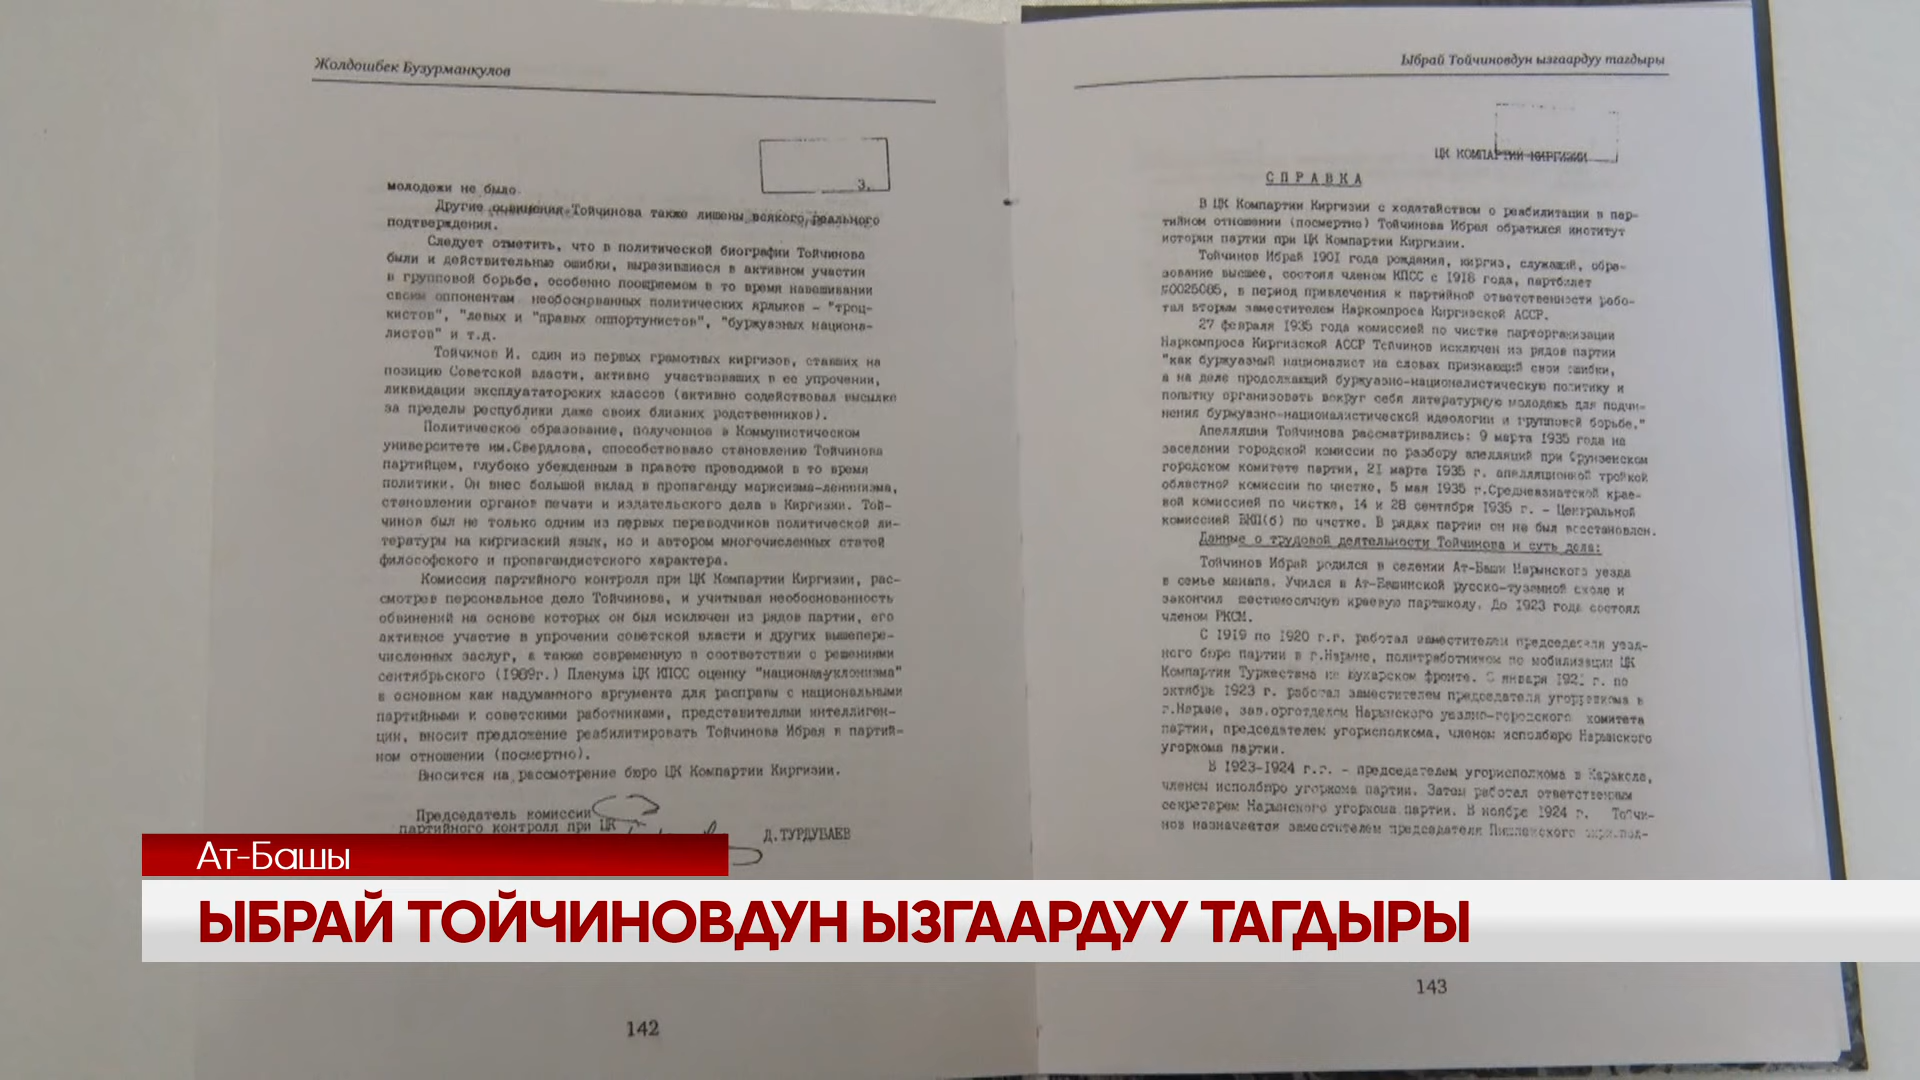 Жолдошбек Бузурманкулов
3.
молодежи не было.
Другие обвинения Тойчинова также лишены всякого реального
подтверждения.
Следует отметить, что в политической биографии Тойчинова
были и действительные ошибки, выразившиеся в активном участии
в групповой борьбе, особенно поощряемом в то время навешивании
своим оппонентам необоснованных политических ярлыков – "троц-
кистов", "левых и "правых оппортунистов", "буржуазных национа-
листов" и т.д.
Тойчинов И. один из первых грамотных киргизов, ставших на
позицию Советской власти, активно участвовавших в ее упрочении,
ликвидации эксплуататорских классов (активно содействовал высылке
за пределы республики даже своих близких родственников).
Политическое образование, полученное в Коммунистическом
университете им.Свердлова, способствовало становлению Тойчинова
партийцем, глубоко убежденным в правоте проводимой в то время
политики. Он внес большой вклад в пропаганду марксизма-ленинизма,
становлении органов печати и издательского дела в Киргизии. Той-
чинов был не только одним из первых переводчиков политической ли-
тературы на киргизский язык, но и автором многочисленных статей
философского и пропагандистского характера.
Комиссия партийного контроля при ЦК Компартии Киргизии, рас-
смотрев персональное дело Тойчинова, и учитывая необоснованность
обвинений на основе которых он был исключен из рядов партии, его
активное участие в упрочении советской власти и других вышепере-
численных заслуг, а также современную в соответствии с решениями
сентябрьского (1989г.) Пленума ЦК КПСС оценку "националуклонизма"
в основном как надуманного аргумента для расправы с национальными
партийными и советскими работниками, представителями интеллиген-
ции, вносит предложение реабилитировать Тойчинова Ибрая в партий-
ном отношении (посмертно).
Вносится на рассмотрение бюро ЦК Компартии Киргизии.
Председатель комиссии
партийного контроля при ЦК
Д.ТУРДУБАЕВ
142
Ыбрай Тойчиновдун ызгаардуу тагдыры
ЦК КОМПАРТИИ КИРГИЗИИ
СПРАВКА
В ЦК Компартии Киргизии с ходатайством о реабилитации в пар-
тийном отношении (посмертно) Тойчинова Ибрая обратился институт
истории партии при ЦК Компартии Киргизии.
Тойчинов Ибрай 1901 года рождения, киргиз, служащий, обра-
зование высшее, состоял членом КПСС с 1918 года, партбилет
№0025085, в период привлечения к партийной ответственности рабо-
тал вторым заместителем Наркомпроса Киргизской АССР.
27 февраля 1935 года комиссией по чистке парторганизации
Наркомпроса Киргизской АССР Тойчинов исключен из рядов партии
"как буржуазный националист на словах признающий свои ошибки,
а на деле продолжающий буржуазно-националистическую политику и
попытку организовать вокруг себя литературную молодежь для подчи-
нения буржуазно-националистической идеологии и групповой борьбе."
Апелляции Тойчинова рассматривались: 9 марта 1935 года на
заседании городской комиссии по разбору апелляций при Фрунзенском
городском комитете партии, 21 марта 1935 г. апелляционной тройкой
областной комиссии по чистке, 5 мая 1935 г.Среднеазиатской крае-
вой комиссией по чистке, 14 и 28 сентября 1935 г. – Центральной
комиссией ВКП(б) по чистке. В рядах партии он не был восстановлен.
Данные о трудовой деятельности Тойчинова и суть дела:
Тойчинов Ибрай родился в селении Ат-Баши Нарынского уезда
в семье манапа. Учился в Ат-Башинской русско-туземной школе и
закончил шестимесячную краевую партшколу. До 1923 года состоял
членом РКСМ.
С 1919 по 1920 г.г. работал заместителем председателя уезд-
ного бюро партии в г.Нарыне, политработником по мобилизации ЦК
Компартии Туркестана на Бухарском фронте. С января 1921 г. по
октябрь 1923 г. работал заместителем председателя угорревкома в
г.Нарыне, зав.орготделом Нарынского уездно-городского комитета
партии, председателем угорисполкома, членом исполбюро Нарынского
угоркома партии.
В 1923-1924 г.г. – председателем угорисполкома в Караколе,
членом исполбюро угоркома партии. Затем работал ответственным
секретарем Нарынского угоркома партии. В ноябре 1924 г. Тойчи-
нов назначается заместителем председателя Пишпекского
143
Ат-Башы
ЫБРАЙ ТОЙЧИНОВДУН ЫЗГААРДУУ ТАГДЫРЫ